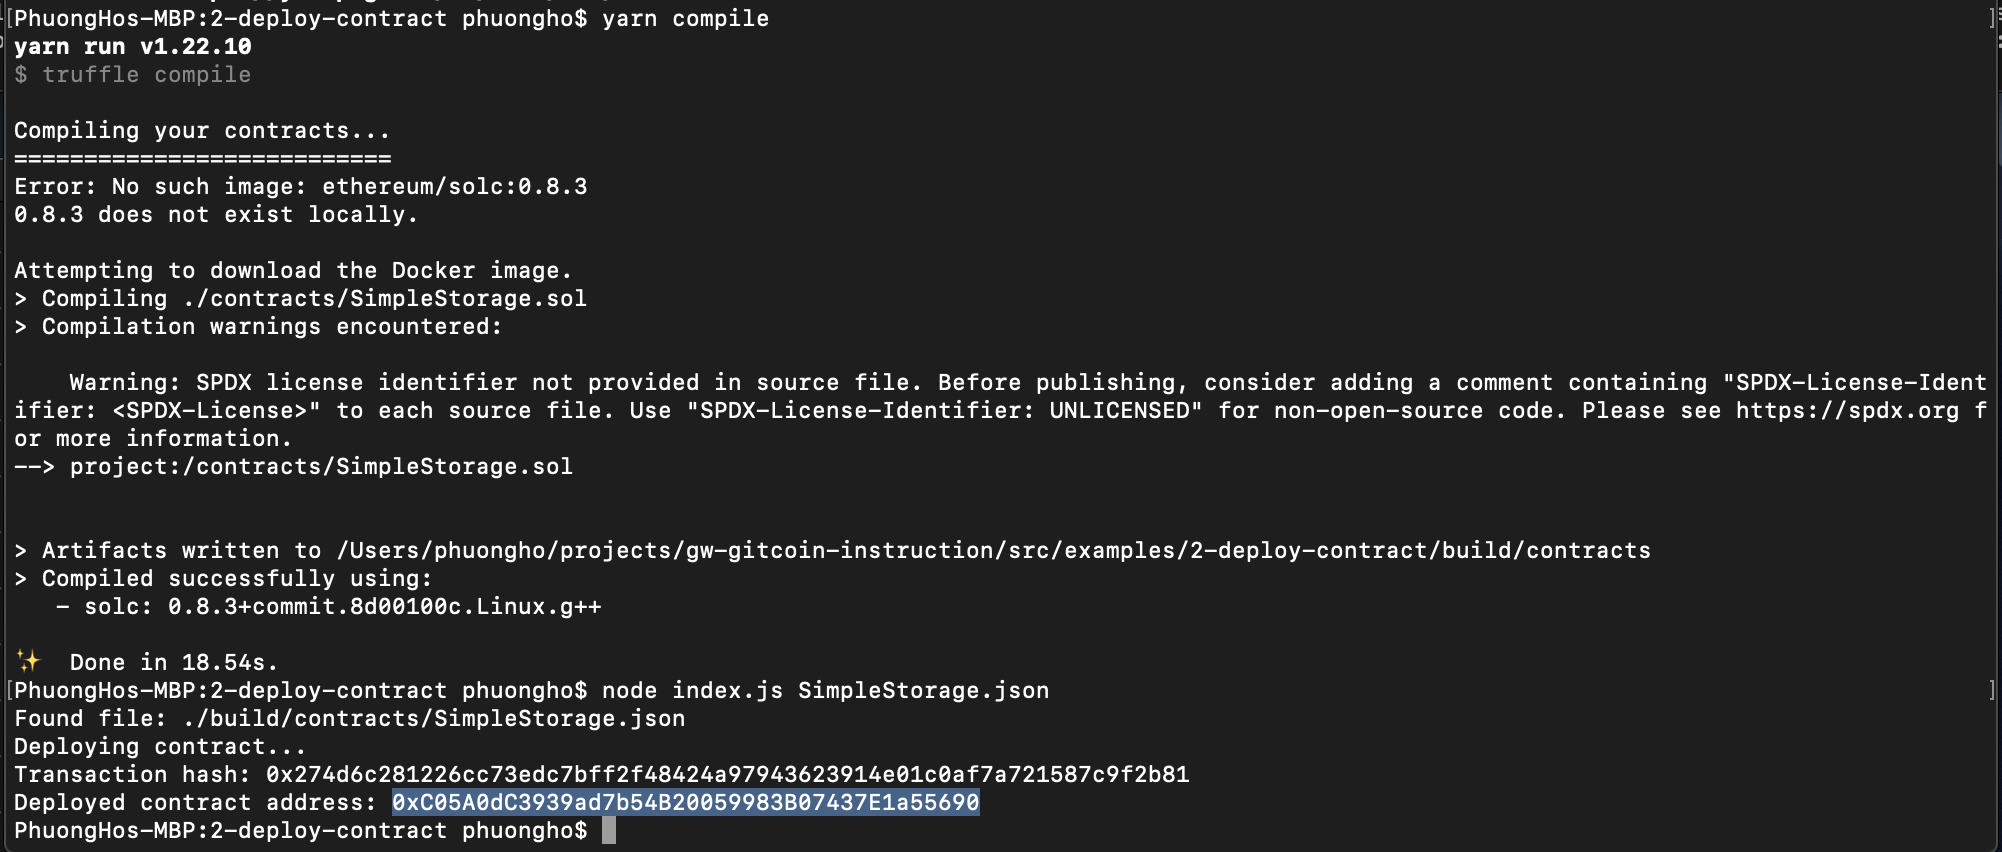 [PhuongHos-MBP:2-deploy-contract phuongho$ yarn compile ]
yarn run v1.22.10
$ truffle compile
Compiling your contracts...
===========================
Error: No such image: ethereum/solc:0.8.3
0.8.3 does not exist locally.
Attempting to download the Docker image.
> Compiling ./contracts/SimpleStorage.sol
> Compilation warnings encountered:
Warning: SPDX license identifier not provided in source file. Before publishing, consider adding a comment containing "SPDX-License-Ident
ifier: <SPDX-License>" to each source file. Use "SPDX-License-Identifier: UNLICENSED" for non-open-source code. Please see https://spdx.org f
or more information.
--> project:/contracts/SimpleStorage.sol
> Artifacts written to /Users/phuongho/projects/gw-gitcoin-instruction/src/examples/2-deploy-contract/build/contracts
> Compiled successfully using:
- solc: 0.8.3+commit.8d00100c.Linux.g++
✨ Done in 18.54s.
[PhuongHos-MBP:2-deploy-contract phuongho$ node index.js SimpleStorage.json ]
Found file: ./build/contracts/SimpleStorage.json
Deploying contract...
Transaction hash: 0x274d6c281226cc73edc7bff2f48424a97943623914e01c0af7a721587c9f2b81
Deployed contract address: 0xC05A0dC3939ad7b54B20059983B07437E1a55690
PhuongHos-MBP:2-deploy-contract phuongho$